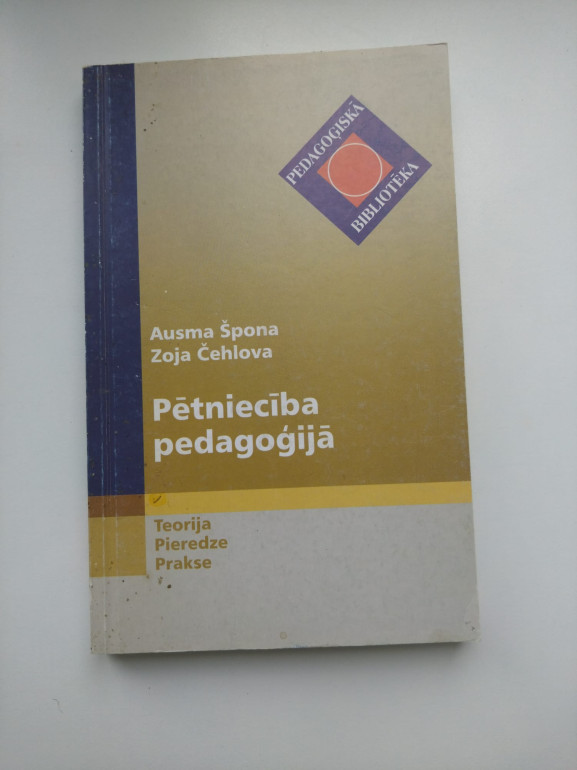 PEDAGOĢISKĀ
BIBLIOTĒKA
Ausma Špona
Zoja Čehlova
Pētniecība
pedagoģijā
Teorija
Pieredze
Prakse